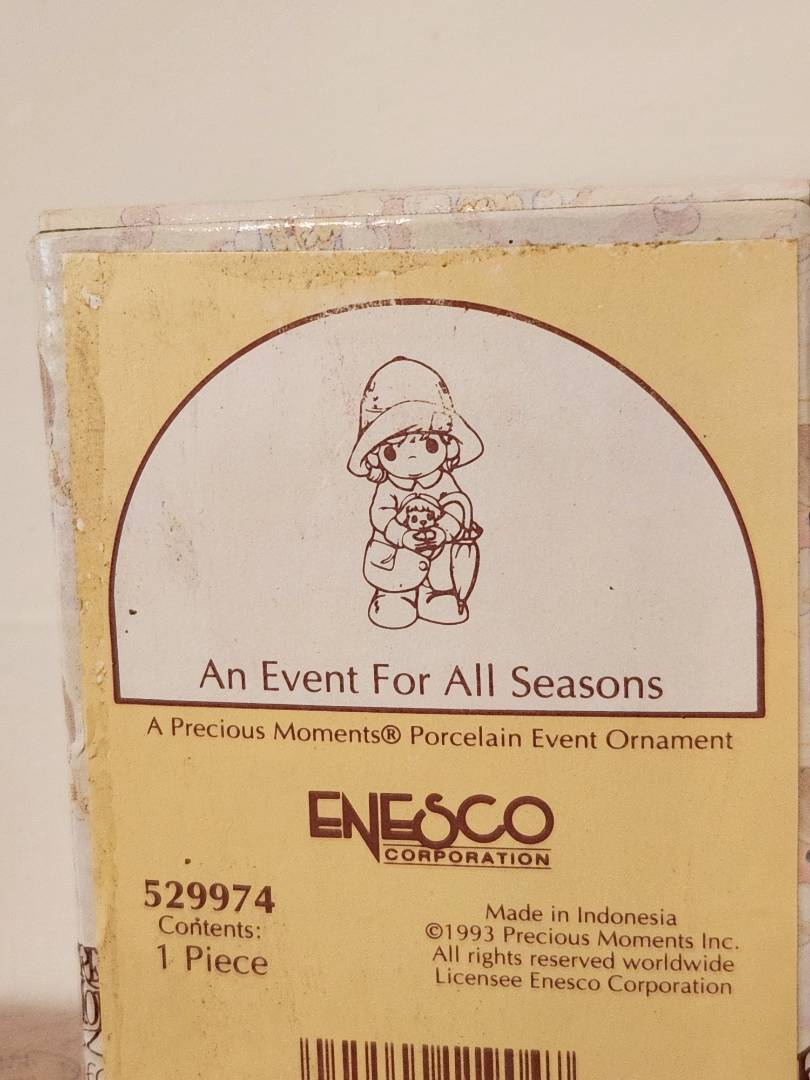 An Event For All Seasons
A Precious Moments® Porcelain Event Ornament
ENESCO
CORPORATION
529974
Contents:
1 Piece
Made in Indonesia
©1993 Precious Moments Inc.
All rights reserved worldwide
Licensee Enesco Corporation